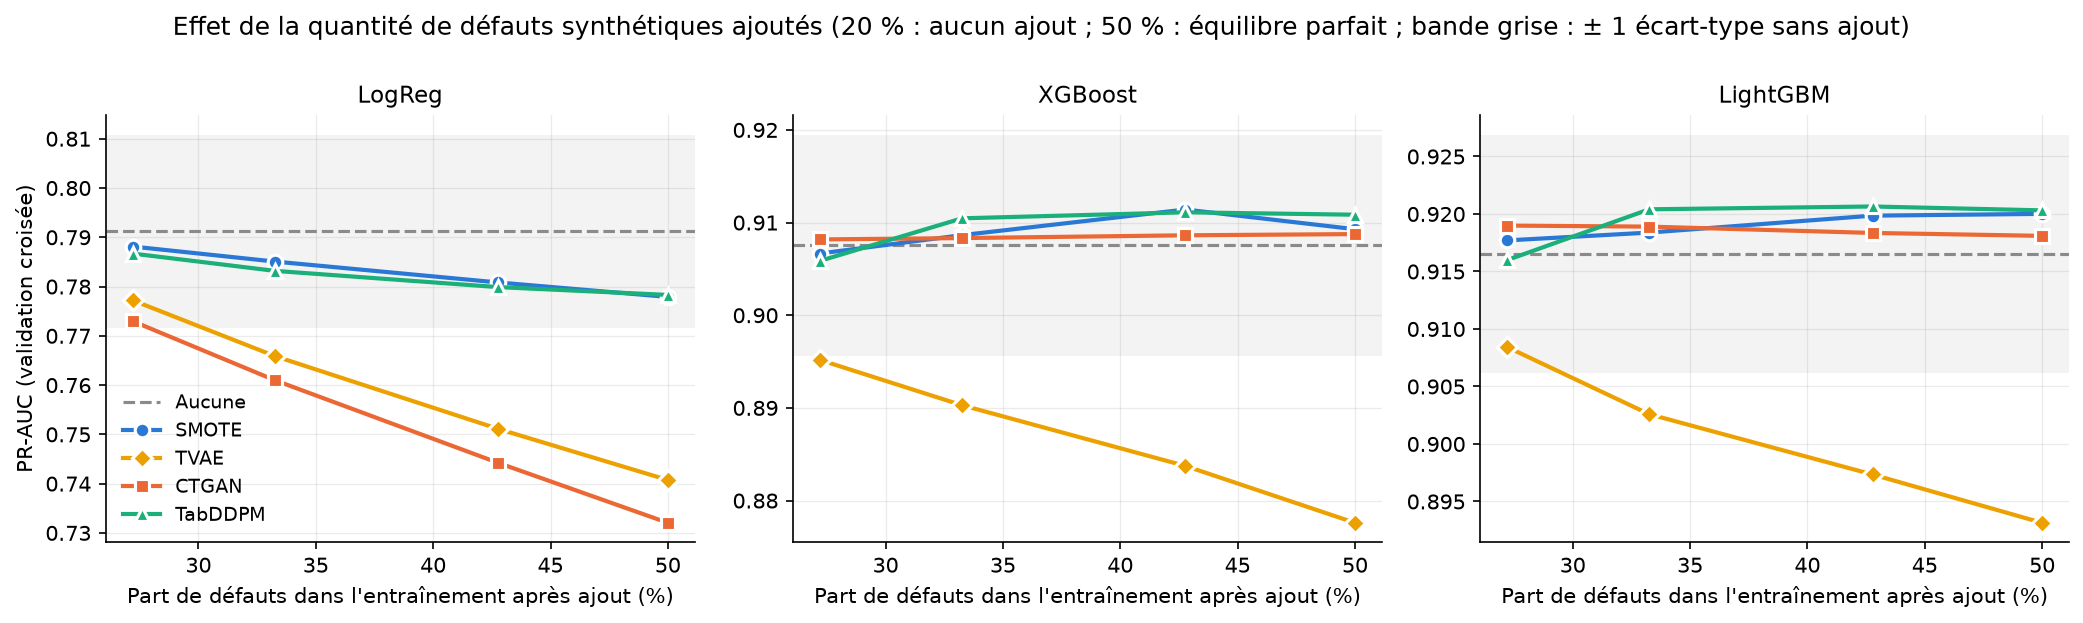 Effet de la quantité de défauts synthétiques ajoutés (20 % : aucun ajout ; 50 % : équilibre parfait ; bande grise : ± 1 écart-type sans ajout)
LogReg
PR-AUC (validation croisée)
0.81
0.80
0.79
0.78
0.77
0.76
0.75
0.74
0.73
Aucune
SMOTE
TVAE
CTGAN
TabDDPM
30
35
40
45
50
Part de défauts dans l'entraînement après ajout (%)
XGBoost
0.92
0.91
0.90
0.89
0.88
30
35
40
45
50
Part de défauts dans l'entraînement après ajout (%)
LightGBM
0.925
0.920
0.915
0.910
0.905
0.900
0.895
30
35
40
45
50
Part de défauts dans l'entraînement après ajout (%)